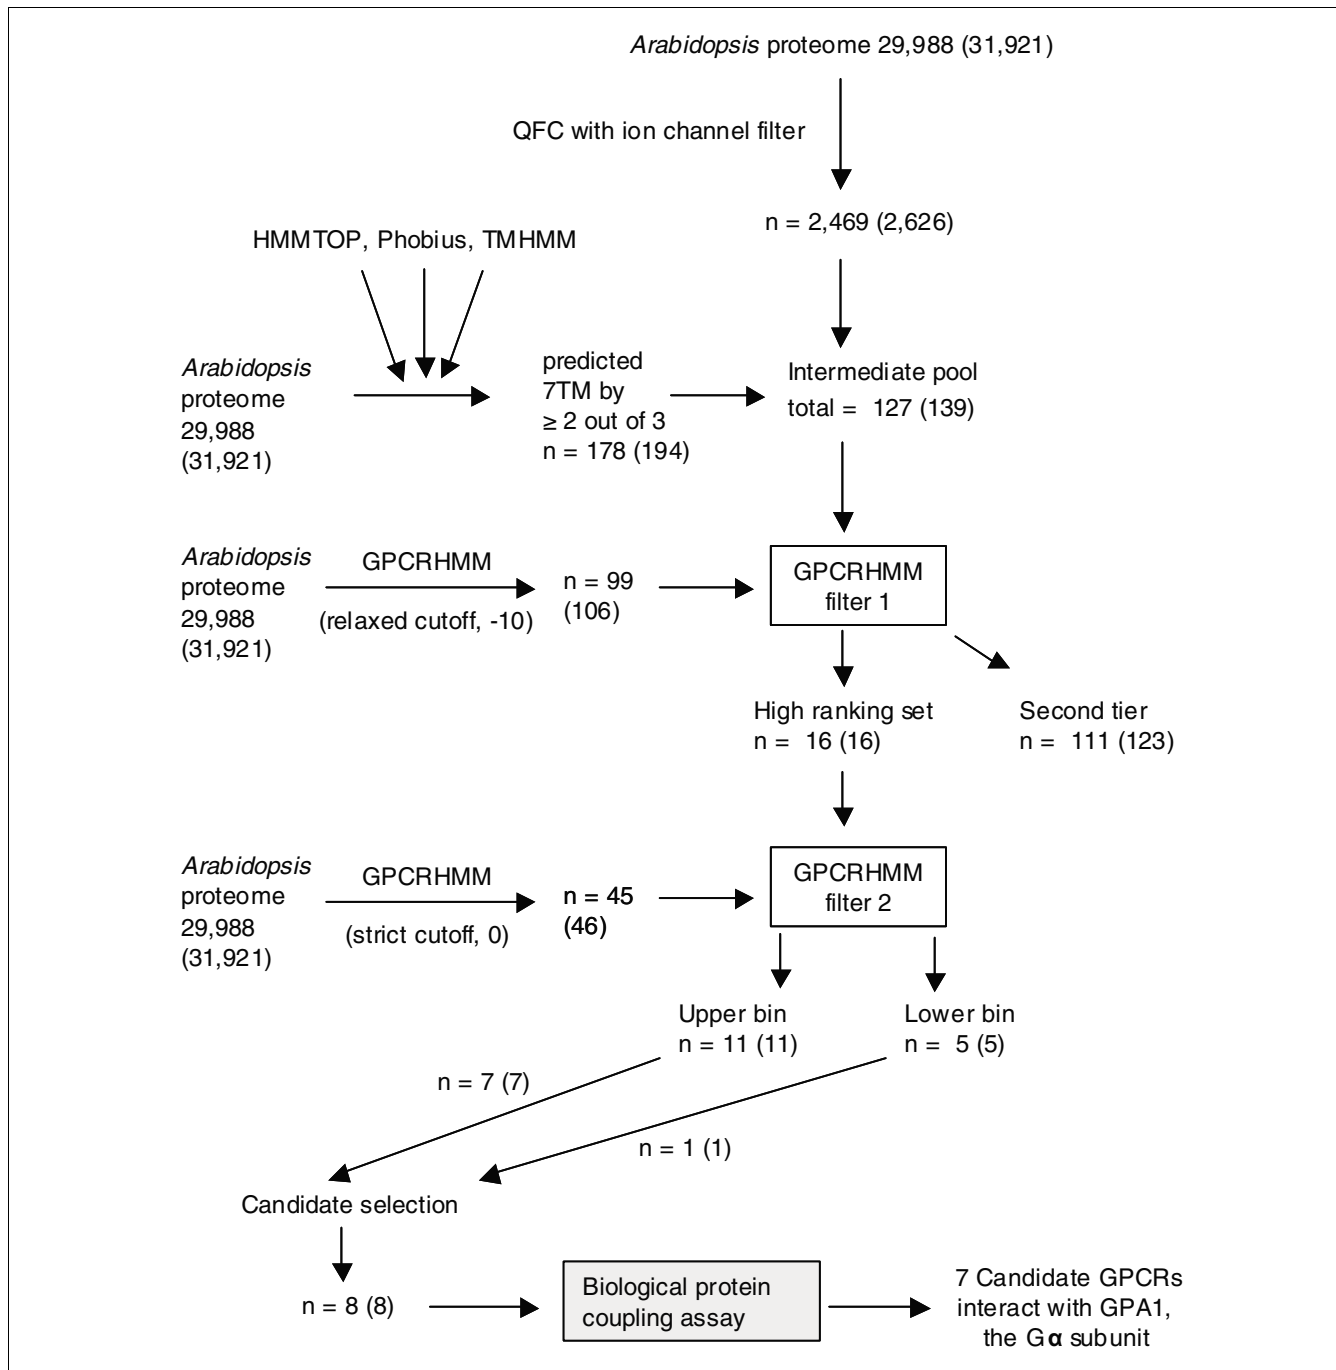 Arabidopsis proteome 29,988 (31,921)
QFC with ion channel filter
n = 2,469 (2,626)
HMMTOP, Phobius, TMHMM
Arabidopsis
proteome
29,988
(31,921)
predicted
7TM by
≥ 2 out of 3
n = 178 (194)
Intermediate pool
total = 127 (139)
Arabidopsis
proteome
29,988
(31,921)
GPCRHMM
(relaxed cutoff, -10)
n = 99
(106)
GPCRHMM
filter 1
High ranking set
n = 16 (16)
Second tier
n = 111 (123)
Arabidopsis
proteome
29,988
(31,921)
GPCRHMM
(strict cutoff, 0)
n = 45
(46)
GPCRHMM
filter 2
Upper bin
n = 11 (11)
Lower bin
n = 5 (5)
n = 7 (7)
n = 1 (1)
Candidate selection
n = 8 (8)
Biological protein
coupling assay
7 Candidate GPCRs
interact with GPA1,
the Gα subunit